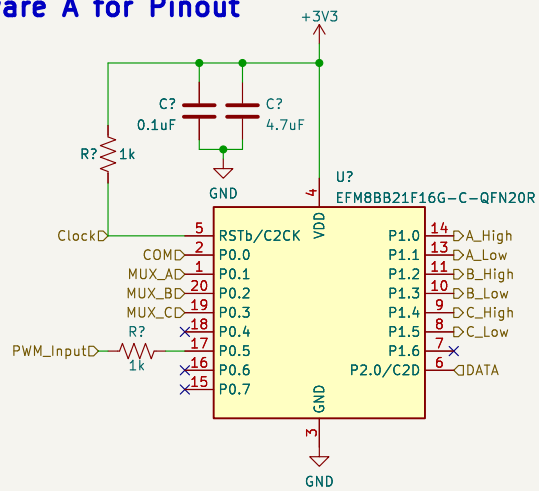 are A for Pinout
+3V3
C?
0.1uF
C?
4.7uF
R?
1k
GND
U?
EFM8BB21F16G-C-QFN20R
4
VDD
Clock
5
RSTb/C2CK
COM
2
P0.0
MUX_A
1
P0.1
MUX_B
20
P0.2
MUX_C
19
P0.3
18
P0.4
PWM_Input
R?
1k
17
P0.5
16
P0.6
15
P0.7
P1.0
14
A_High
P1.1
13
A_Low
P1.2
11
B_High
P1.3
10
B_Low
P1.4
9
C_High
P1.5
8
C_Low
P1.6
7
P2.0/C2D
6
DATA
GND
3
GND